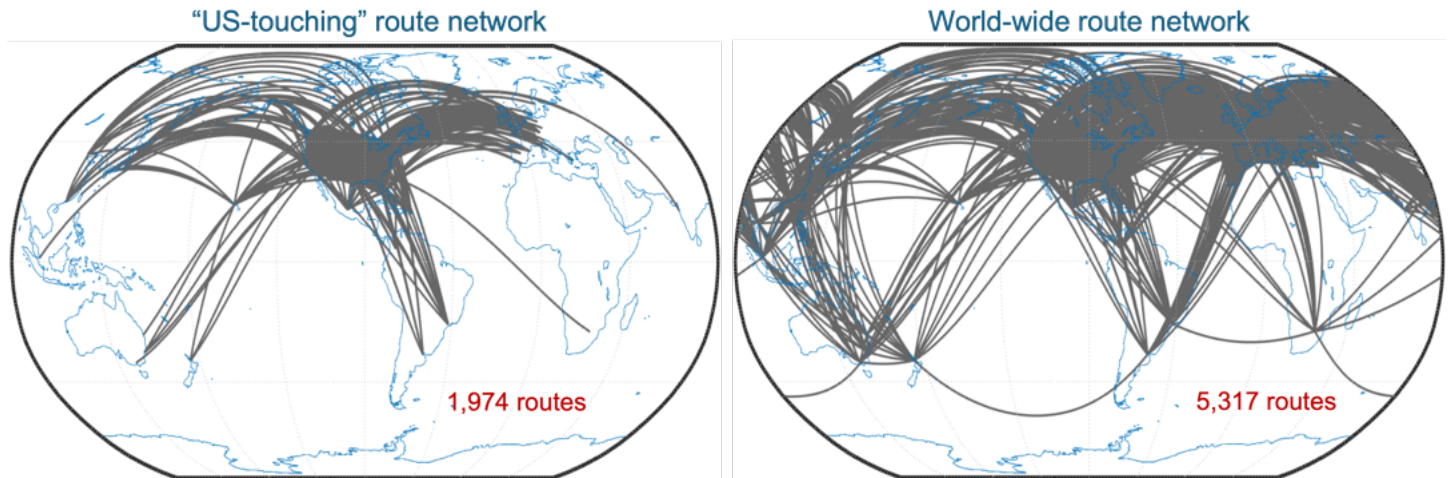 “US-touching” route network
World-wide route network
1,974 routes
5,317 routes